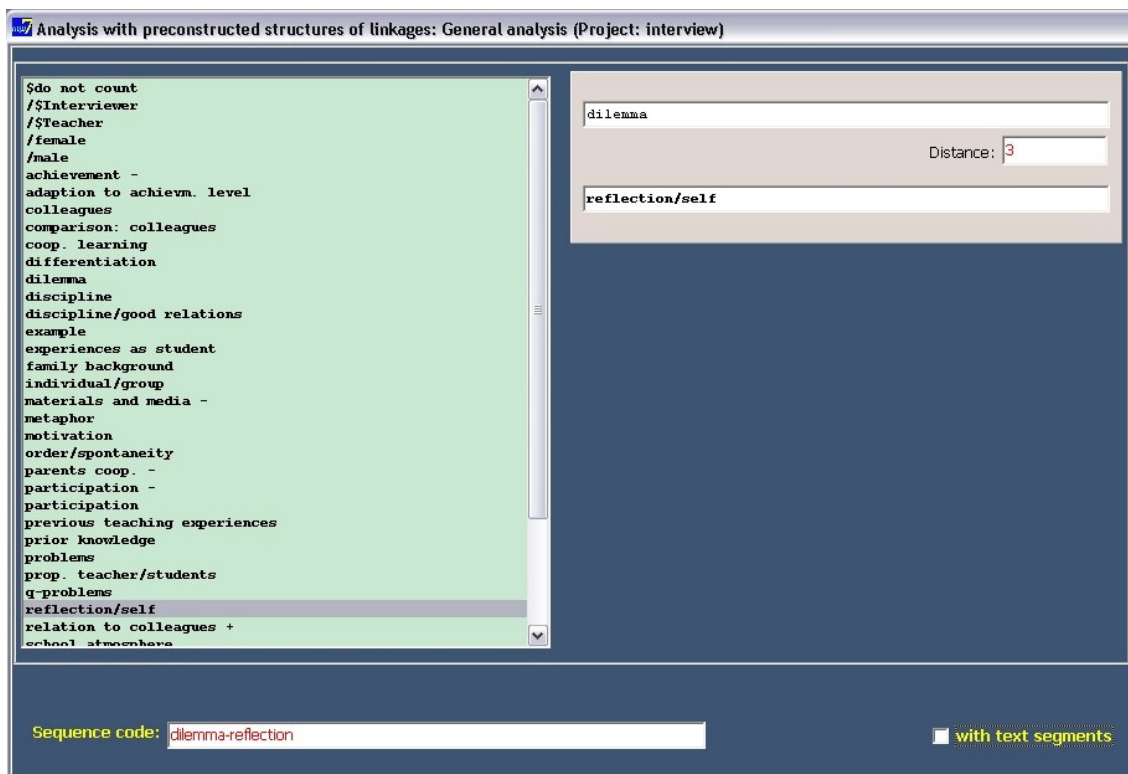 Analysis with preconstructed structures of linkages: General analysis (Project: interview)
$do not count
/$Interviewer
/$Teacher
/female
/male
achievement -
adaption to achievm. level
colleagues
comparison: colleagues
coop. learning
differentiation
dilemma
discipline
discipline/good relations
example
experiences as student
family background
individual/group
materials and media -
metaphor
motivation
order/spontaneity
parents coop. -
participation -
participation
previous teaching experiences
prior knowledge
problems
prop. teacher/students
q-problems
reflection/self
relation to colleagues +
school atmosphere
dilemma
Distance: 3
reflection/self
Sequence code: dilemma-reflection
with text segments